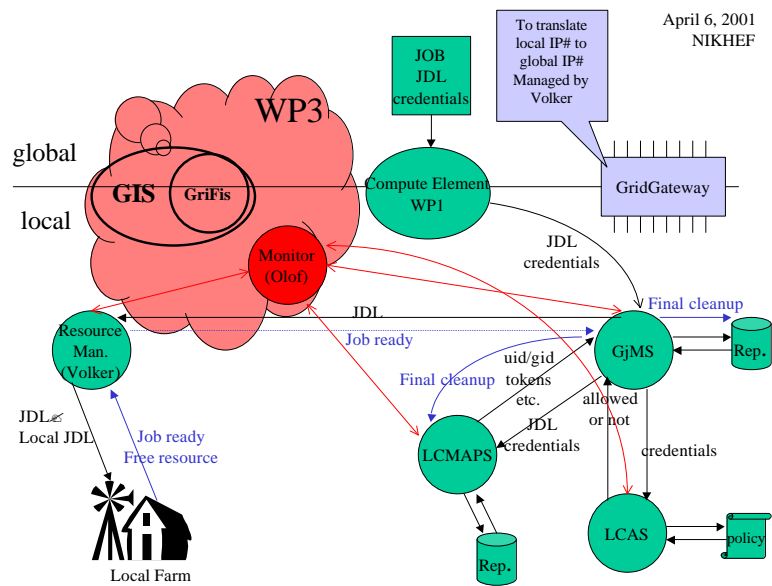 April 6, 2001
NIKHEF
To translate
local IP# to
global IP#
Managed by
Volker
JOB
JDL
credentials
WP3
global
local
GIS
GriFis
Compute Element
WP1
GridGateway
Monitor
(Olof)
JDL
credentials
JDL
Final cleanup
Resource
Man.
(Volker)
Job ready
GjMS
Rep.
uid/gid
tokens
etc.
Final cleanup
allowed
or not
JDL
Local JDL
Job ready
Free resource
JDL
credentials
LCMAPS
credentials
LCAS
policy
Rep.
Local Farm